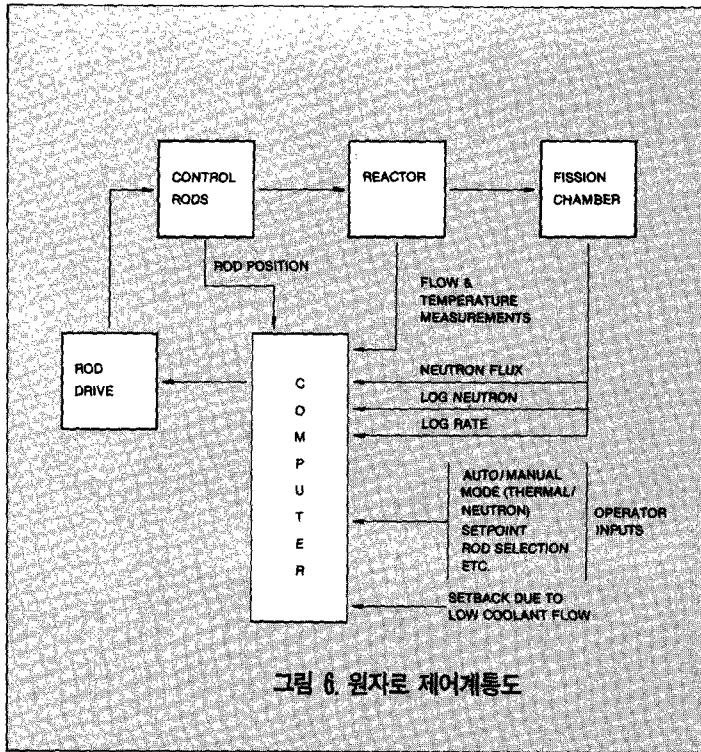 CONTROL
RODS
REACTOR
FISSION
CHAMBER
ROD POSITION
FLOW &
TEMPERATURE
MEASUREMENTS
ROD
DRIVE
C
O
M
P
U
T
E
R
NEUTRON FLUX
LOG NEUTRON
LOG RATE
AUTO/MANUAL
MODE (THERMAL/
NEUTRON)
SETPOINT
ROD SELECTION
ETC.
OPERATOR
INPUTS
SETBACK DUE TO
LOW COOLANT FLOW
그림 6. 원자로 제어계통도